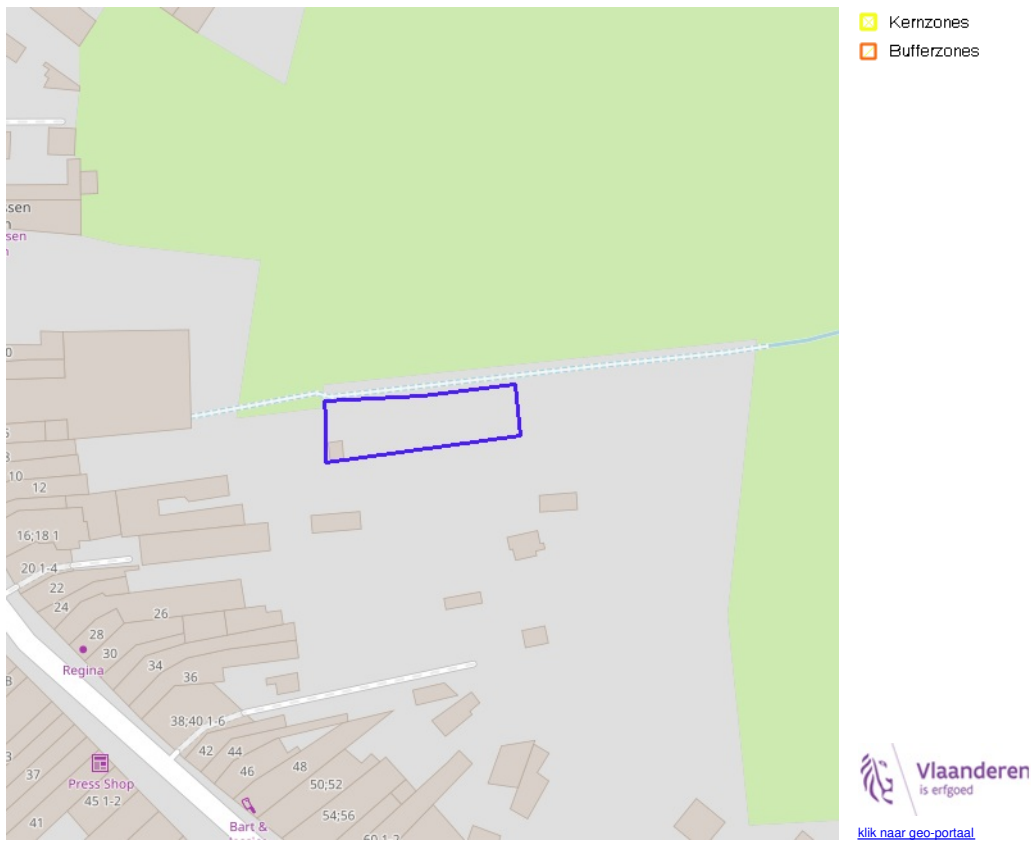 Kernzones
Bufferzones
ssen
sen
10
12
16;18 1
20 1-4
22
24
26
28
30
Regina
34
36
38;40 1-6
42
44
46
48
50;52
54;56
37
Press Shop
45 1-2
41
Bart &
Vlaanderen
is erfgoed
klik naar geo-portaal